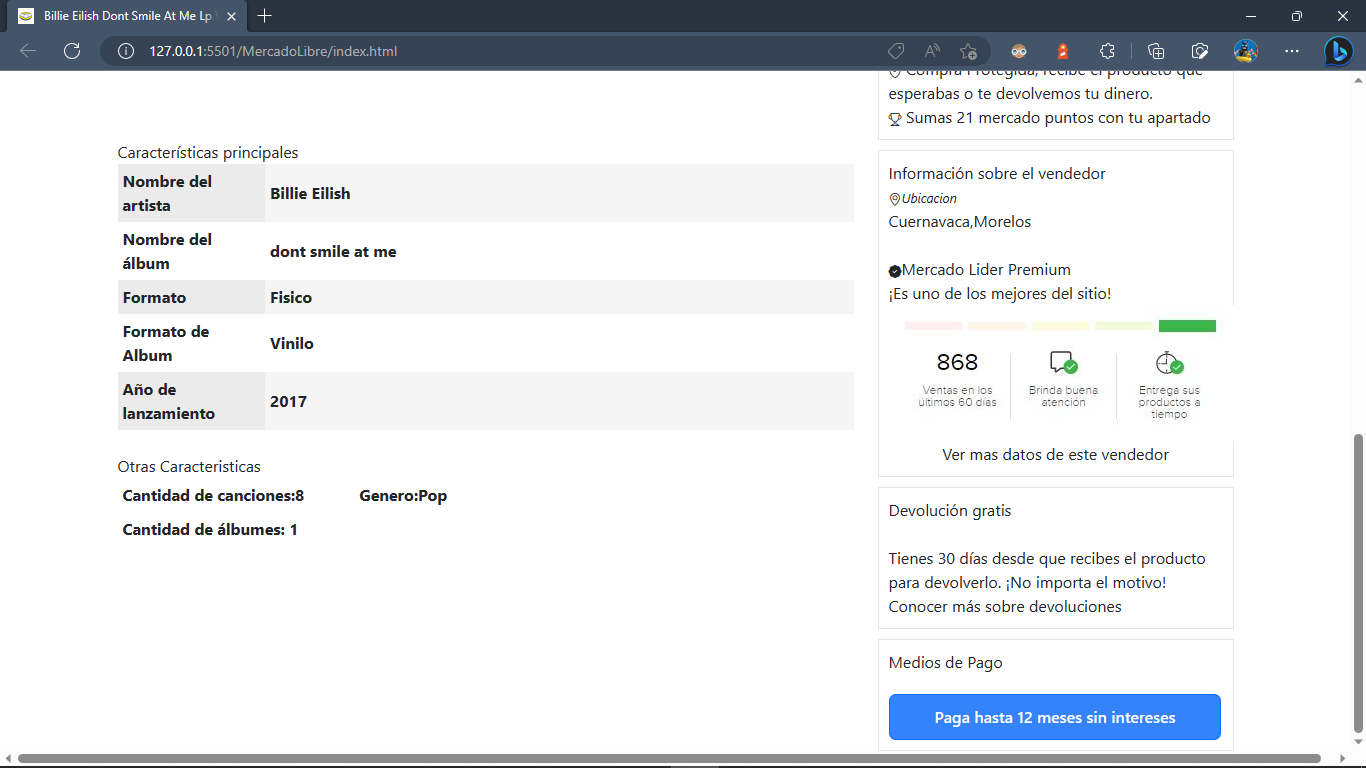 Billie Eilish Dont Smile At Me Lp
127.0.0.1:5501/MercadoLibre/index.html
Compra Protegida, recibe el producto que
esperabas o te devolvemos tu dinero.
Sumas 21 mercado puntos con tu apartado
Características principales
Nombre del
artista
Billie Eilish
Nombre del
álbum
dont smile at me
Formato
Fisico
Formato de
Album
Vinilo
Año de
lanzamiento
2017
Otras Caracteristicas
Cantidad de canciones:8
Genero:Pop
Cantidad de álbumes: 1
Información sobre el vendedor
Ubicacion
Cuernavaca,Morelos
Mercado Lider Premium
¡Es uno de los mejores del sitio!
868
Ventas en los
últimos 60 días
Brinda buena
atención
Entrega sus
productos a
tiempo
Ver mas datos de este vendedor
Devolución gratis
Tienes 30 días desde que recibes el producto
para devolverlo. ¡No importa el motivo!
Conocer más sobre devoluciones
Medios de Pago
Paga hasta 12 meses sin intereses